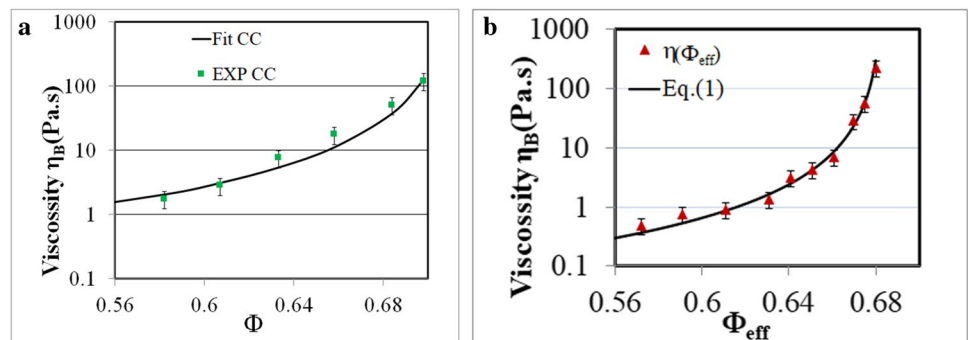 a
1000
100
10
1
0.1
Viscossity ηB(Pa.s)
Fit CC
EXP CC
0.56
0.6
0.64
0.68
Φ
b
1000
100
10
1
0.1
Viscossity ηB(Pa.s)
η(Φeff)
Eq.(1)
0.56
0.6
0.64
0.68
Φeff